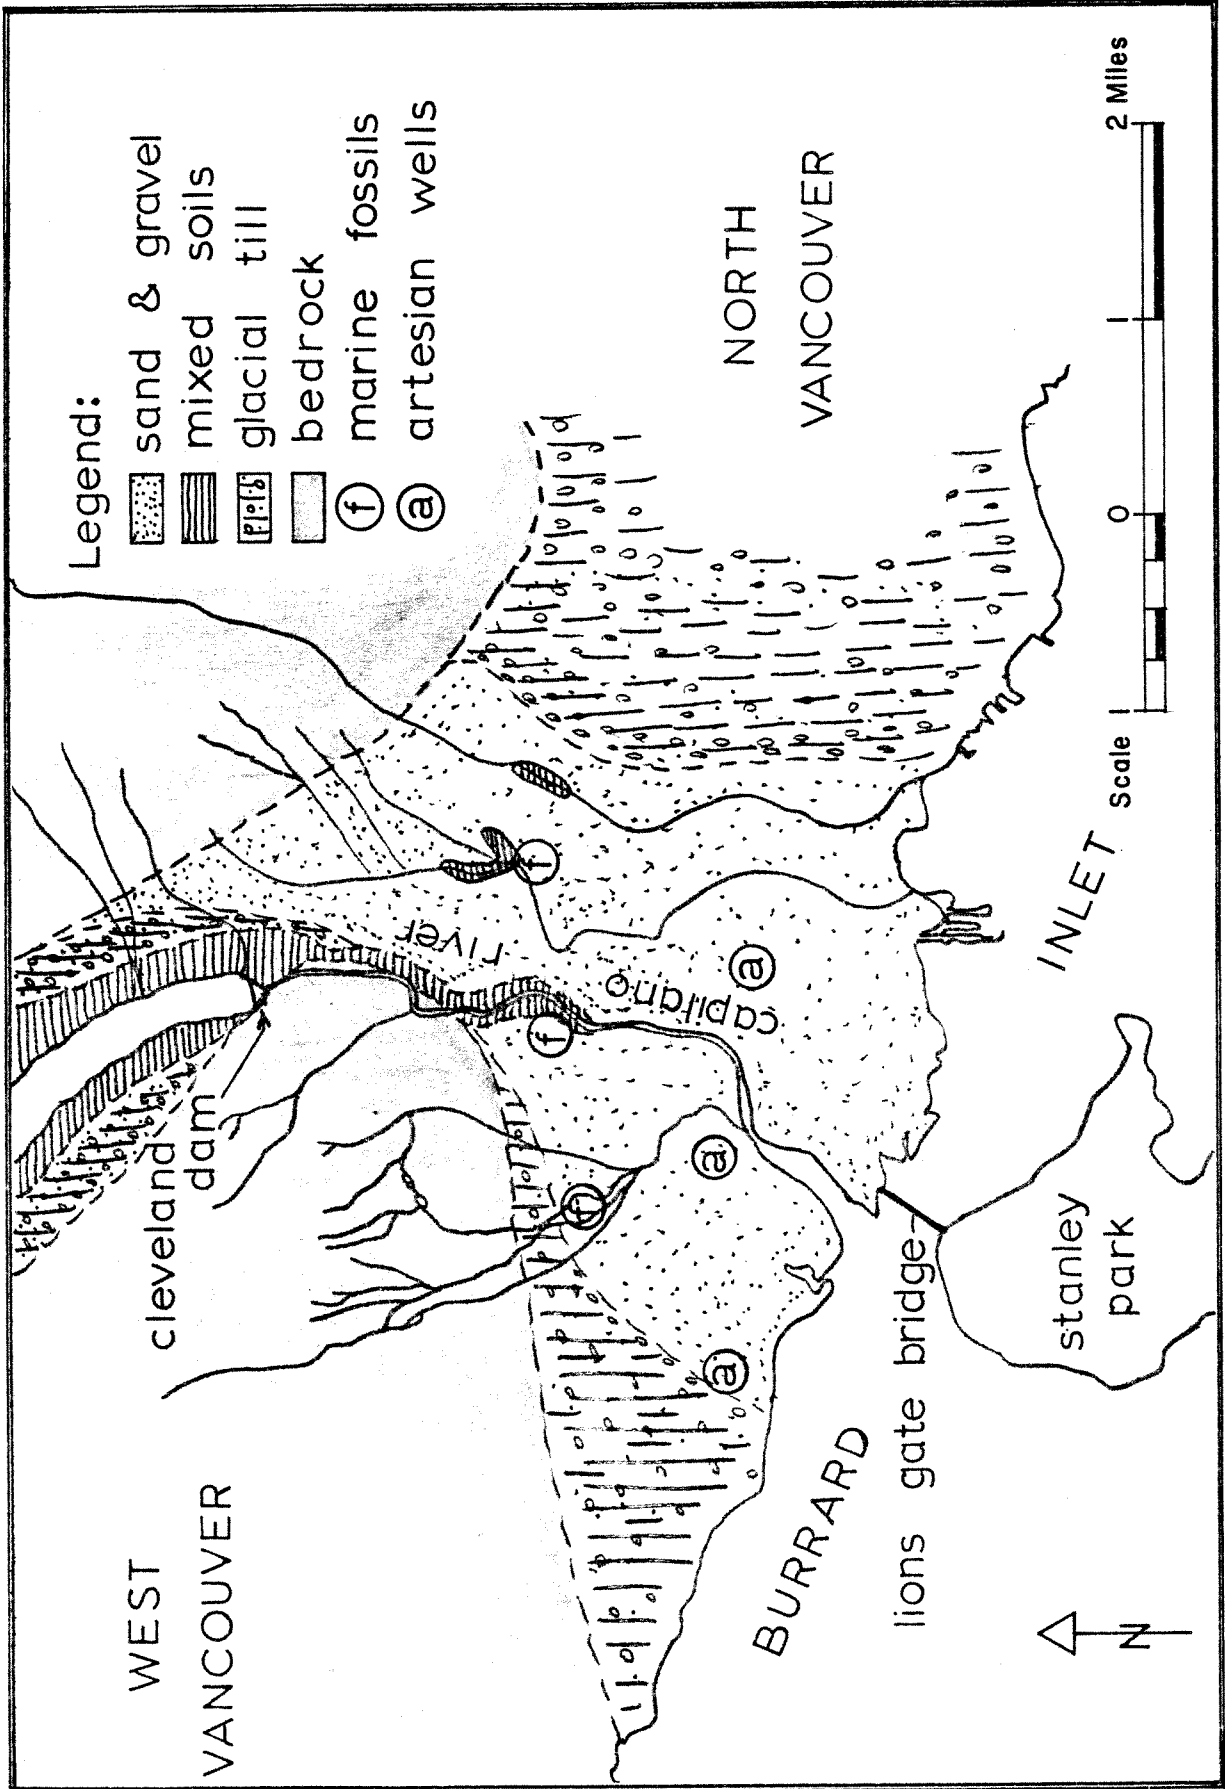 Legend:
sand & gravel
mixed soils
glacial till
bedrock
f marine fossils
a artesian wells
WEST
VANCOUVER
cleveland
dam
NORTH
VANCOUVER
capilano river
f
f
f
a
a
a
BURRARD INLET
lions gate bridge
stanley
park
N
Scale 1 0 1 2 Miles